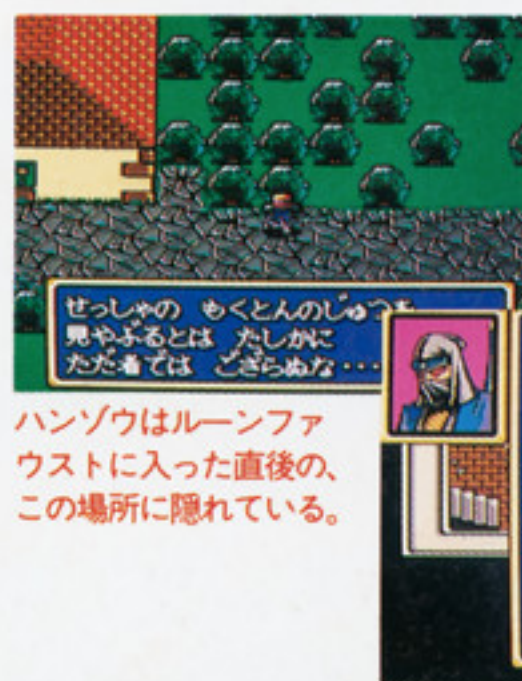 せっしゃの もくとんのじゅつを
見やぶるとは たしかに
ただ者では ござらぬな・・・
ハンゾウはルーンファ
ウストに入った直後の、
この場所に隠れている。